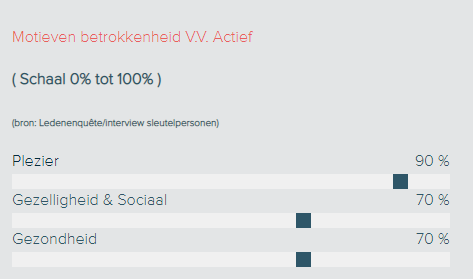 Motieven betrokkenheid V.V. Actief
( Schaal 0% tot 100% )
(bron: Ledenenquête/interview sleutelpersonen)
Plezier 90 %
Gezelligheid & Sociaal 70 %
Gezondheid 70 %